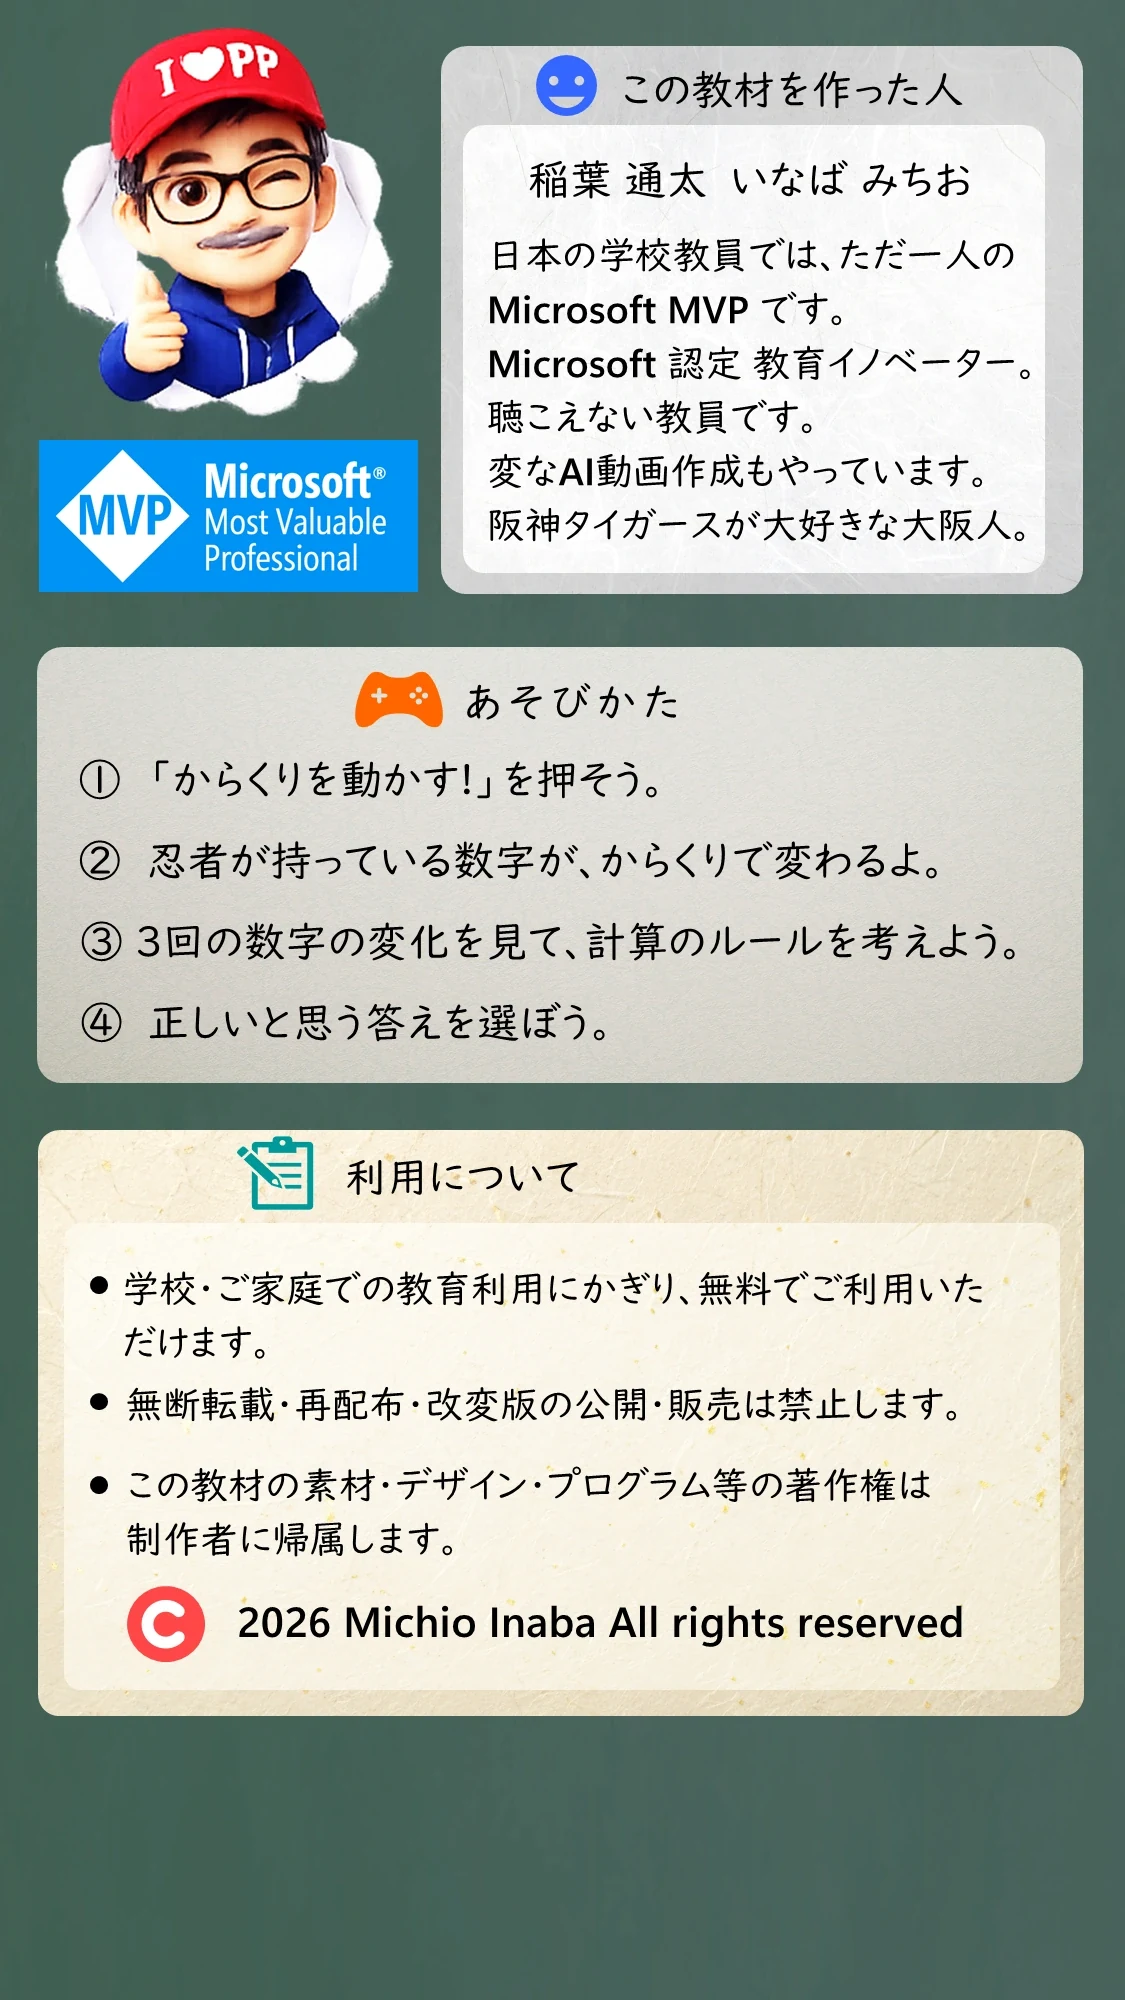 I ♥ PP
この教材を作った人
稲葉 通太 いなば みちお
日本の学校教員では、ただ一人の
Microsoft MVP です。
Microsoft 認定 教育イノベーター。
聴こえない教員です。
変なAI動画作成もやっています。
阪神タイガースが大好きな大阪人。
MVP
Microsoft®
Most Valuable
Professional
あそびかた
① 「からくりを動かす!」を押そう。
② 忍者が持っている数字が、からくりで変わるよ。
③ 3回の数字の変化を見て、計算のルールを考えよう。
④ 正しいと思う答えを選ぼう。
利用について
● 学校・ご家庭での教育利用にかぎり、無料でご利用いた
だけます。
● 無断転載・再配布・改変版の公開・販売は禁止します。
● この教材の素材・デザイン・プログラム等の著作権は
制作者に帰属します。
C 2026 Michio Inaba All rights reserved